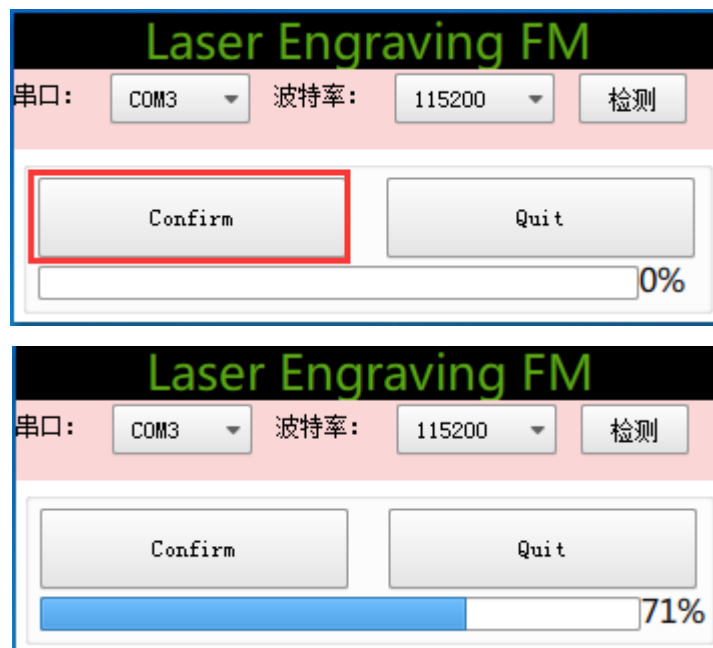 Laser Engraving FM
串口： COM3 波特率： 115200 检测
Confirm Quit
0%
Laser Engraving FM
串口： COM3 波特率： 115200 检测
Confirm Quit
71%